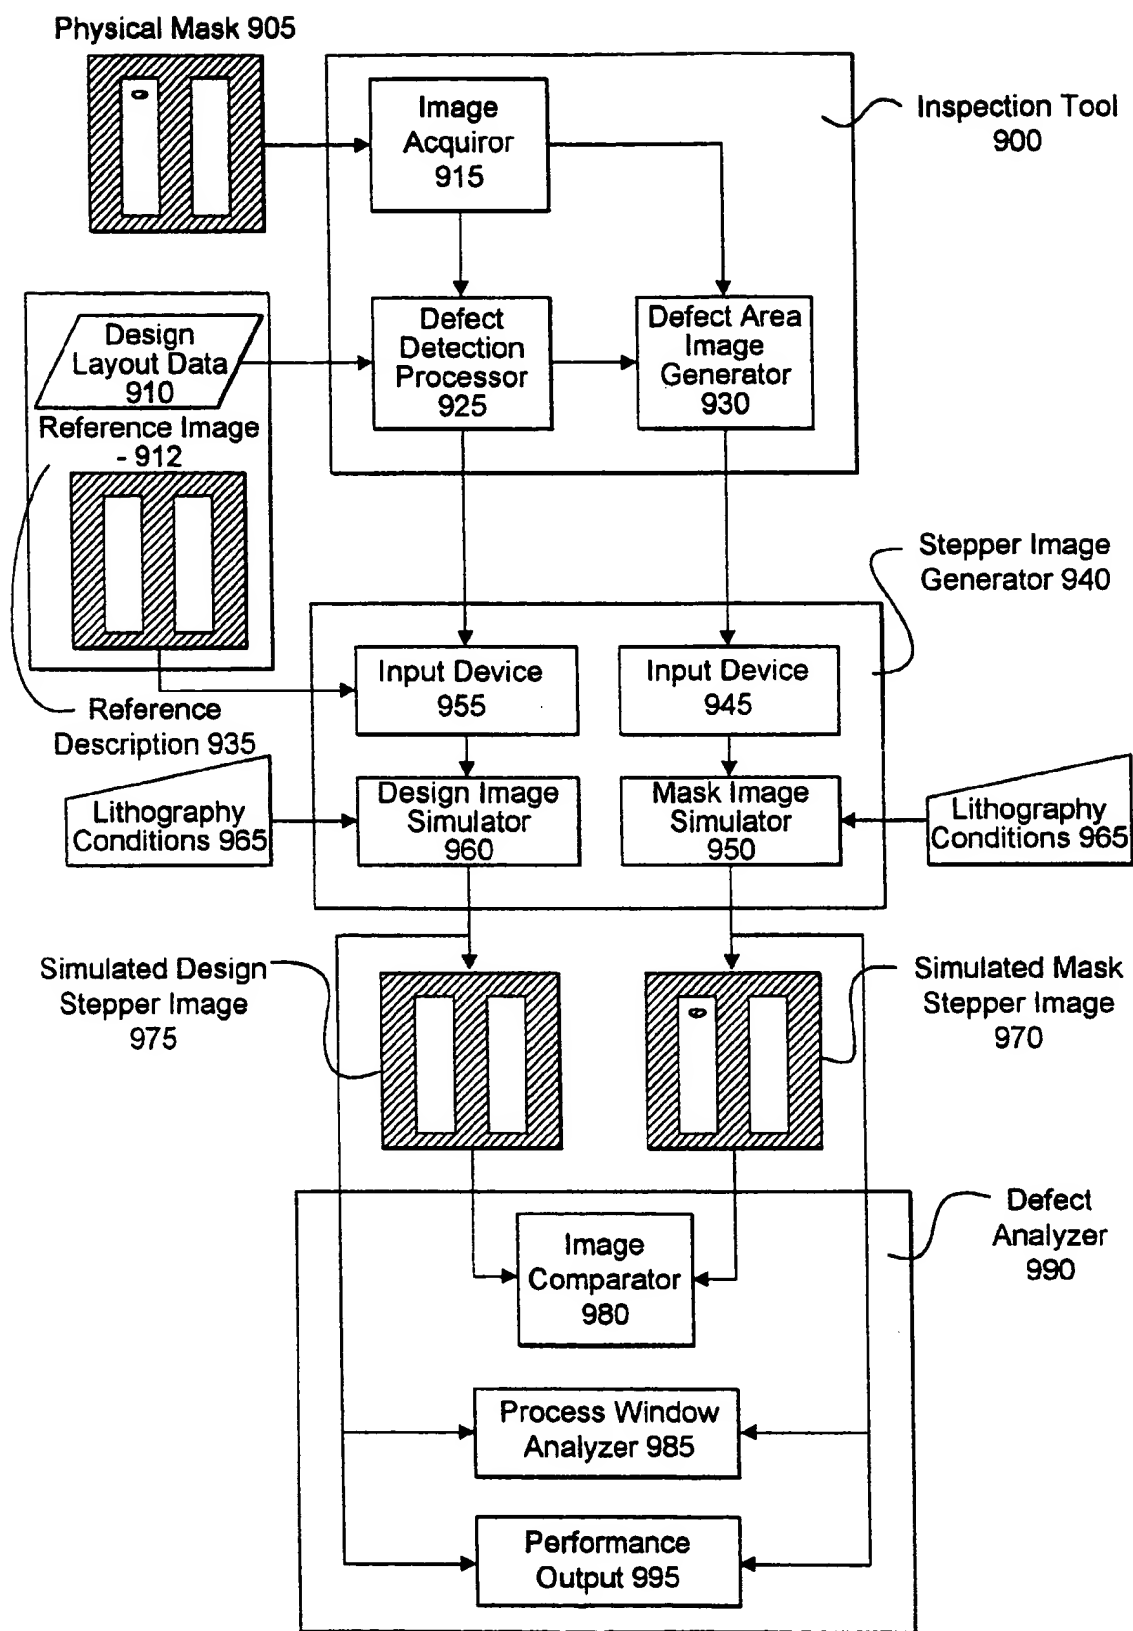 Physical Mask 905
Image
Acquiror
915
Inspection Tool
900
Design
Layout Data
910
Defect
Detection
Processor
925
Defect Area
Image
Generator
930
Reference Image
- 912
Stepper Image
Generator 940
Input Device
955
Input Device
945
Reference
Description 935
Lithography
Conditions 965
Design Image
Simulator
960
Mask Image
Simulator
950
Lithography
Conditions 965
Simulated Design
Stepper Image
975
Simulated Mask
Stepper Image
970
Image
Comparator
980
Defect
Analyzer
990
Process Window
Analyzer 985
Performance
Output 995